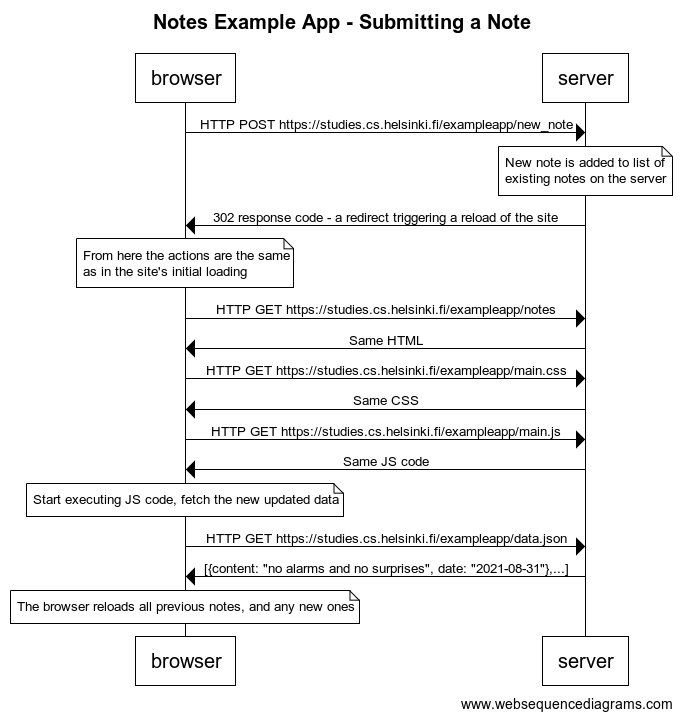 Notes Example App - Submitting a Note
browser
server
HTTP POST https://studies.cs.helsinki.fi/exampleapp/new_note
New note is added to list of
existing notes on the server
302 response code - a redirect triggering a reload of the site
From here the actions are the same
as in the site's initial loading
HTTP GET https://studies.cs.helsinki.fi/exampleapp/notes
Same HTML
HTTP GET https://studies.cs.helsinki.fi/exampleapp/main.css
Same CSS
HTTP GET https://studies.cs.helsinki.fi/exampleapp/main.js
Same JS code
Start executing JS code, fetch the new updated data
HTTP GET https://studies.cs.helsinki.fi/exampleapp/data.json
[{content: "no alarms and no surprises", date: "2021-08-31"},...]
The browser reloads all previous notes, and any new ones
browser
server
www.websequencediagrams.com